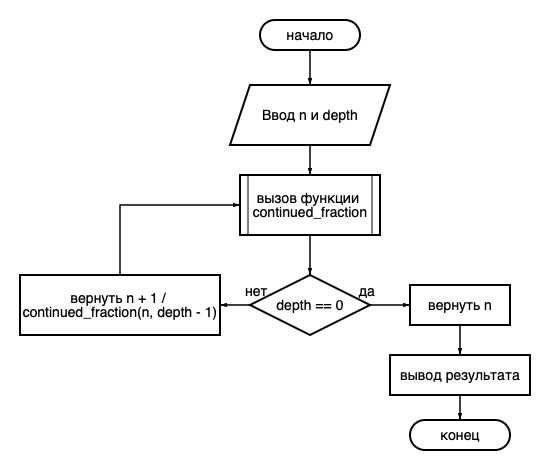 начало
Ввод n и depth
вызов функции
continued_fraction
нет
да
depth == 0
вернуть n + 1 /
continued_fraction(n, depth - 1)
вернуть n
вывод результата
конец